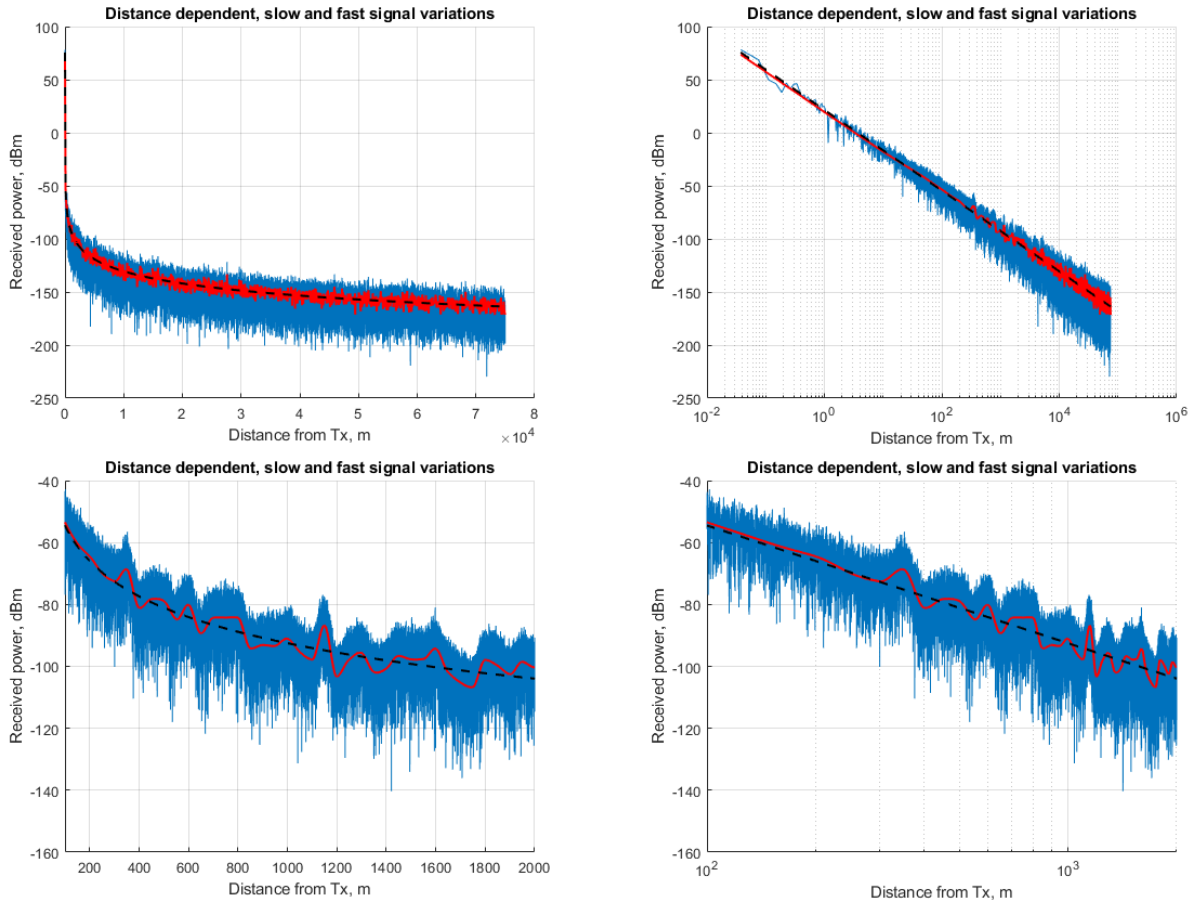 Distance dependent, slow and fast signal variations
Received power, dBm
100
50
0
-50
-100
-150
-200
-250
0 1 2 3 4 5 6 7 8
Distance from Tx, m
× 10^4
Distance dependent, slow and fast signal variations
Received power, dBm
100
50
0
-50
-100
-150
-200
-250
10^-2 10^0 10^2 10^4 10^6
Distance from Tx, m
Distance dependent, slow and fast signal variations
Received power, dBm
-40
-60
-80
-100
-120
-140
-160
200 400 600 800 1000 1200 1400 1600 1800 2000
Distance from Tx, m
Distance dependent, slow and fast signal variations
Received power, dBm
-40
-60
-80
-100
-120
-140
-160
10^2 10^3
Distance from Tx, m